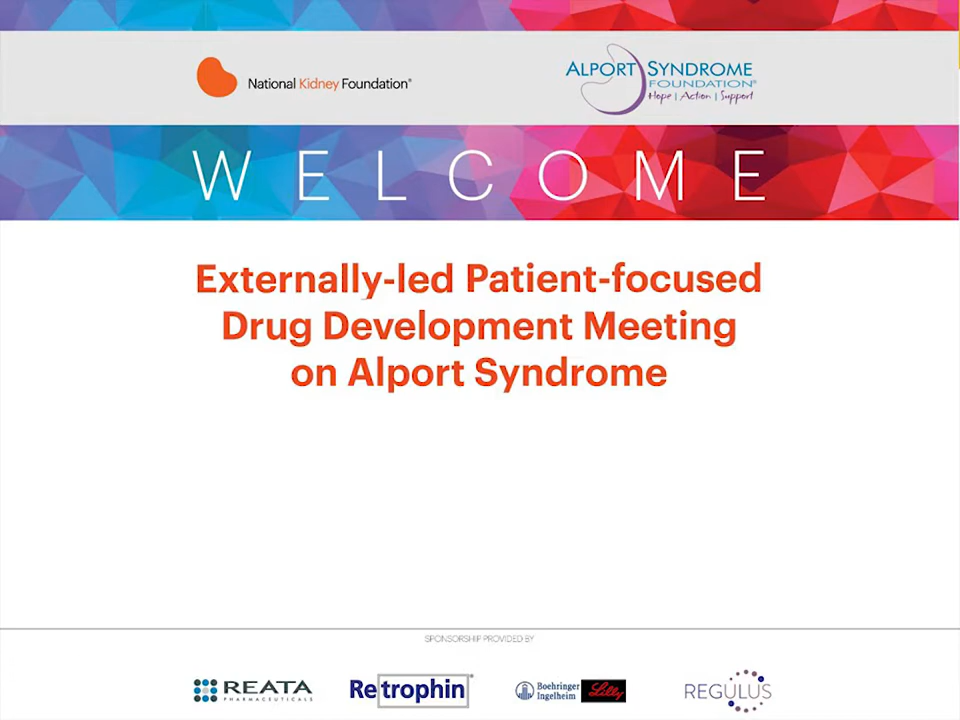 National Kidney Foundation®
ALPORT SYNDROME
FOUNDATION®
Hope | Action | Support
WELCOME
Externally-led Patient-focused
Drug Development Meeting
on Alport Syndrome
SPONSORSHIP PROVIDED BY
REATA
PHARMACEUTICALS
Retrophin®
Boehringer
Ingelheim
Lilly
REGULUS